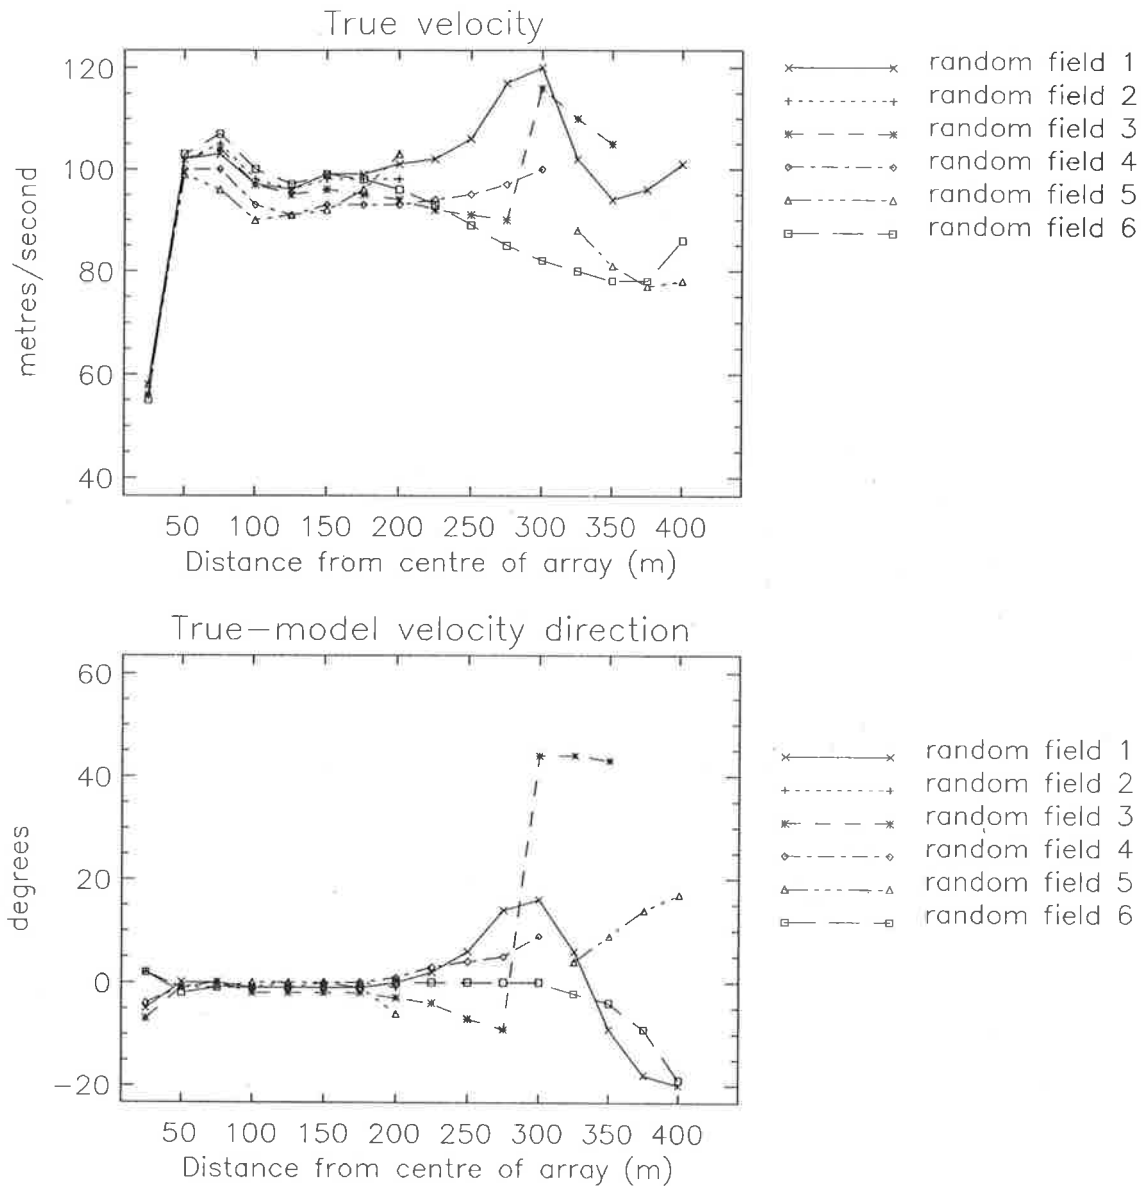 True velocity
120
100
80
60
40
metres/second
50 100 150 200 250 300 350 400
Distance from centre of array (m)
random field 1
random field 2
random field 3
random field 4
random field 5
random field 6
True-model velocity direction
60
40
20
0
-20
degrees
50 100 150 200 250 300 350 400
Distance from centre of array (m)
random field 1
random field 2
random field 3
random field 4
random field 5
random field 6